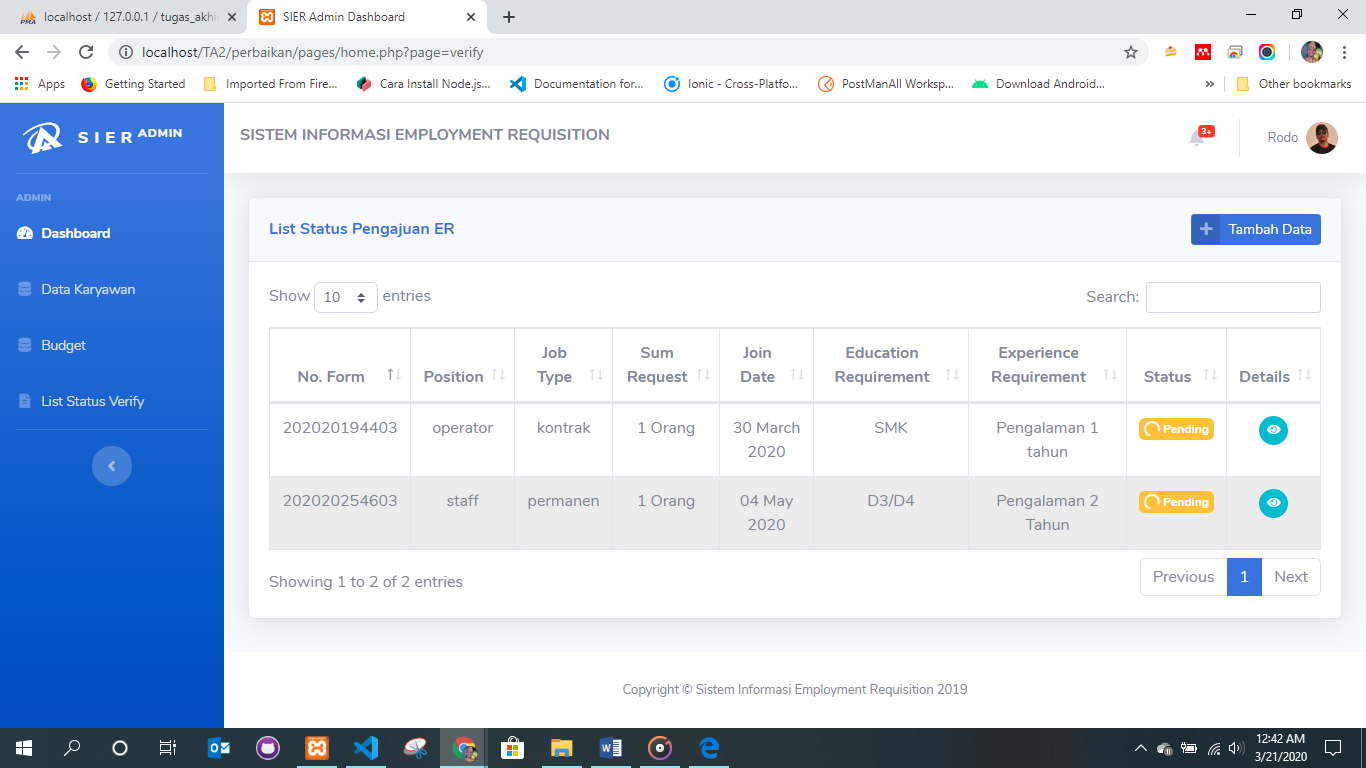 localhost / 127.0.0.1 / tugas_akhi
SIER Admin Dashboard
localhost/TA2/perbaikan/pages/home.php?page=verify
Apps
Getting Started
Imported From Fire...
Cara Install Node.js...
Documentation for...
Ionic - Cross-Platfo...
PostManAll Worksp...
Download Android...
Other bookmarks
SIER ADMIN
SISTEM INFORMASI EMPLOYMENT REQUISITION
3+
Rodo
ADMIN
Dashboard
Data Karyawan
Budget
List Status Verify
List Status Pengajuan ER
Tambah Data
Show 10 entries
Search:
No. Form Position Job Type Sum Request Join Date Education Requirement Experience Requirement Status Details
202020194403 operator kontrak 1 Orang 30 March 2020 SMK Pengalaman 1 tahun Pending
202020254603 staff permanen 1 Orang 04 May 2020 D3/D4 Pengalaman 2 Tahun Pending
Showing 1 to 2 of 2 entries
Previous 1 Next
Copyright © Sistem Informasi Employment Requisition 2019
12:42 AM
3/21/2020